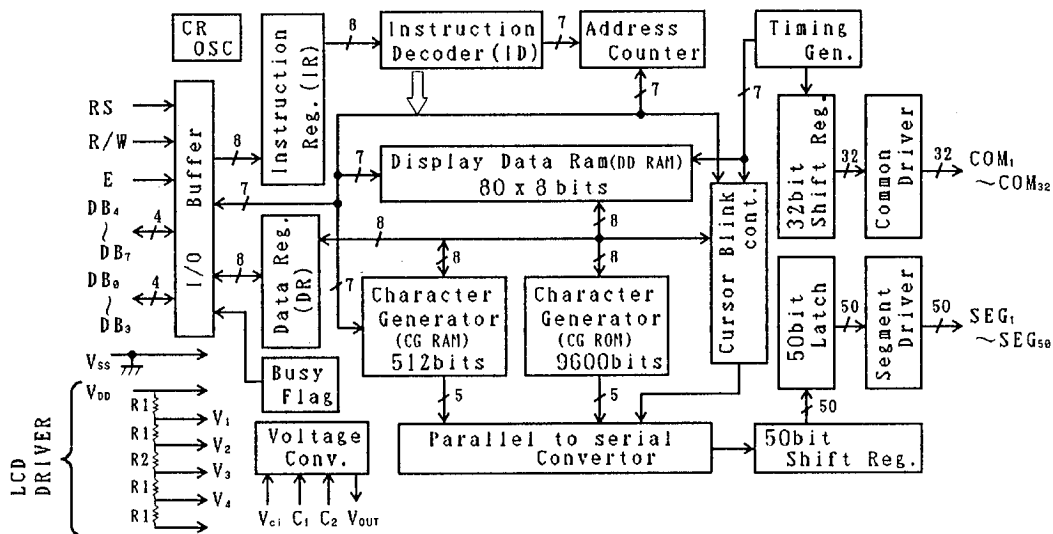 CR
OSC
Instruction
Reg. (IR)
8
Instruction
Decoder (ID)
7
Address
Counter
Timing
Gen.
7
7
RS
R/W
E
DB₄
~
DB₇
4
DB₀
~
DB₃
4
I/O Buffer
8
7
8
Data Reg.
(DR)
7
Display Data Ram (DD RAM)
80 x 8 bits
8
8
8
8
7
Character
Generator
(CG RAM)
512bits
Character
Generator
(CG ROM)
9600bits
Cursor Blink
cont.
32bit
Shift Reg.
32
Common
Driver
32
COM₁
~COM₃₂
50bit
Latch
50
Segment
Driver
50
SEG₁
~SEG₅₀
Busy
Flag
5
5
50
Parallel to serial
Convertor
50bit
Shift Reg.
Vss
VDD
LCD
DRIVER
R1
V₁
R1
V₂
R2
V₃
R1
V₄
R1
Voltage
Conv.
Vci C₁ C₂ VOUT